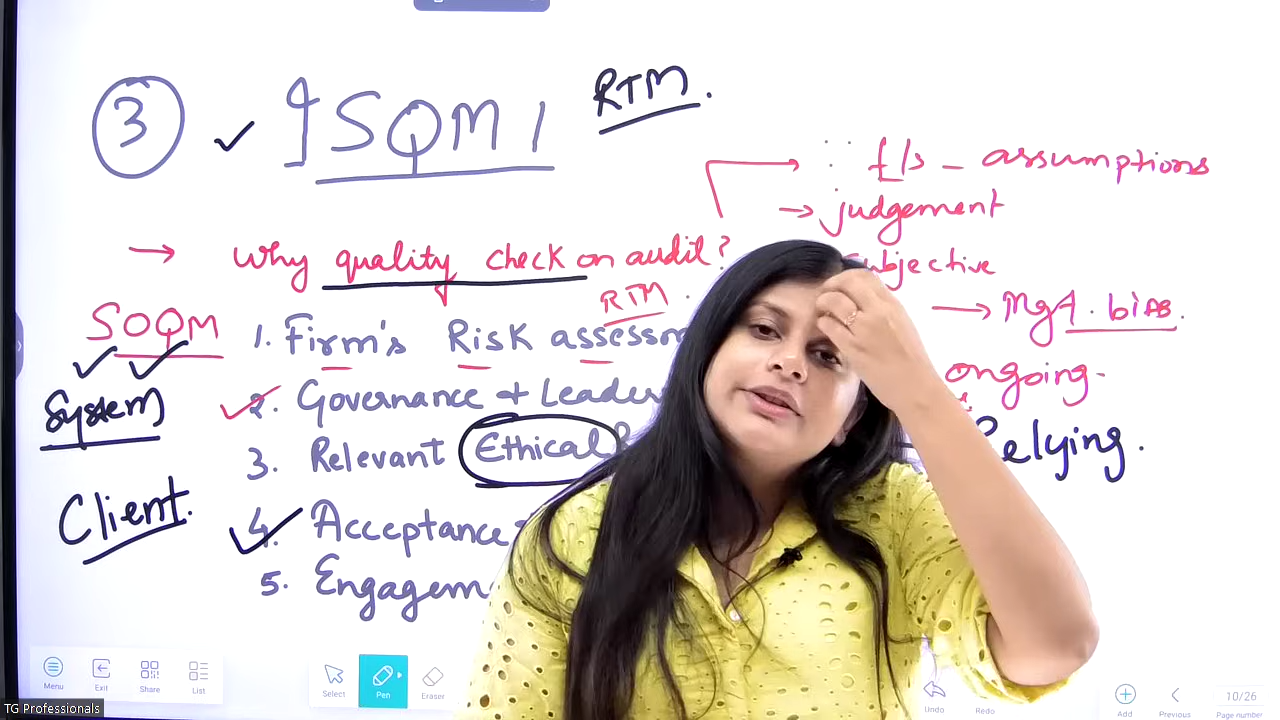 3
ISQM 1
RTM.
f/s - assumptions
→ judgement
→ why quality check on audit?
subjective
RTM
→ Mgt. bias.
SOQM
1. Firm's Risk assessm
ongoing.
System
2. Governance + Leade
3. Relevant Ethical
Relying.
Client.
4. Acceptance
5. Engagem
Menu
Exit
Share
List
Select
Pen
Eraser
Undo
Redo
Add
Previous
10/26
Page number
TG Professionals